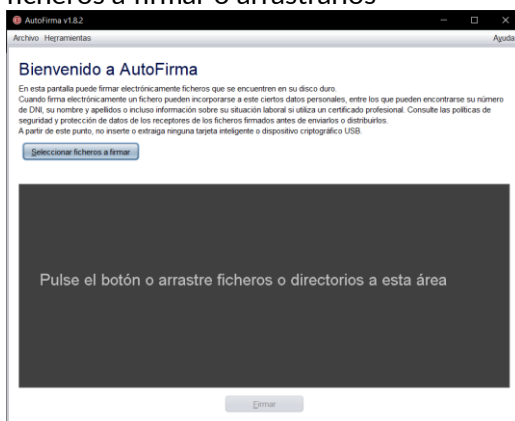 ficheros a firmar o arrastrarlos
AutoFirma v1.8.2
Archivo Herramientas Ayuda
Bienvenido a AutoFirma
En esta pantalla puede firmar electrónicamente ficheros que se encuentren en su disco duro.
Cuando firma electrónicamente un fichero pueden incorporarse a este ciertos datos personales, entre los que pueden encontrarse su número
de DNI, su nombre y apellidos o incluso información sobre su situación laboral si utiliza un certificado profesional. Consulte las políticas de
seguridad y protección de datos de los receptores de los ficheros firmados antes de enviarlos o distribuirlos.
A partir de este punto, no inserte o extraiga ninguna tarjeta inteligente o dispositivo criptográfico USB.
Seleccionar ficheros a firmar
Pulse el botón o arrastre ficheros o directorios a esta área
Firmar